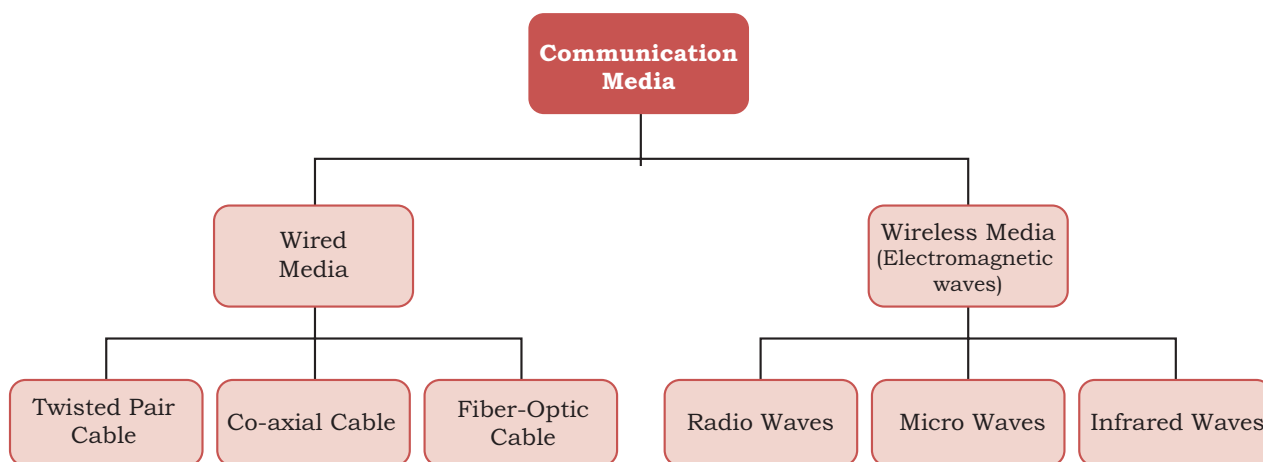 Communication
Media
Wired
Media
Wireless Media
(Electromagnetic
waves)
Twisted Pair
Cable
Co-axial Cable
Fiber-Optic
Cable
Radio Waves
Micro Waves
Infrared Waves